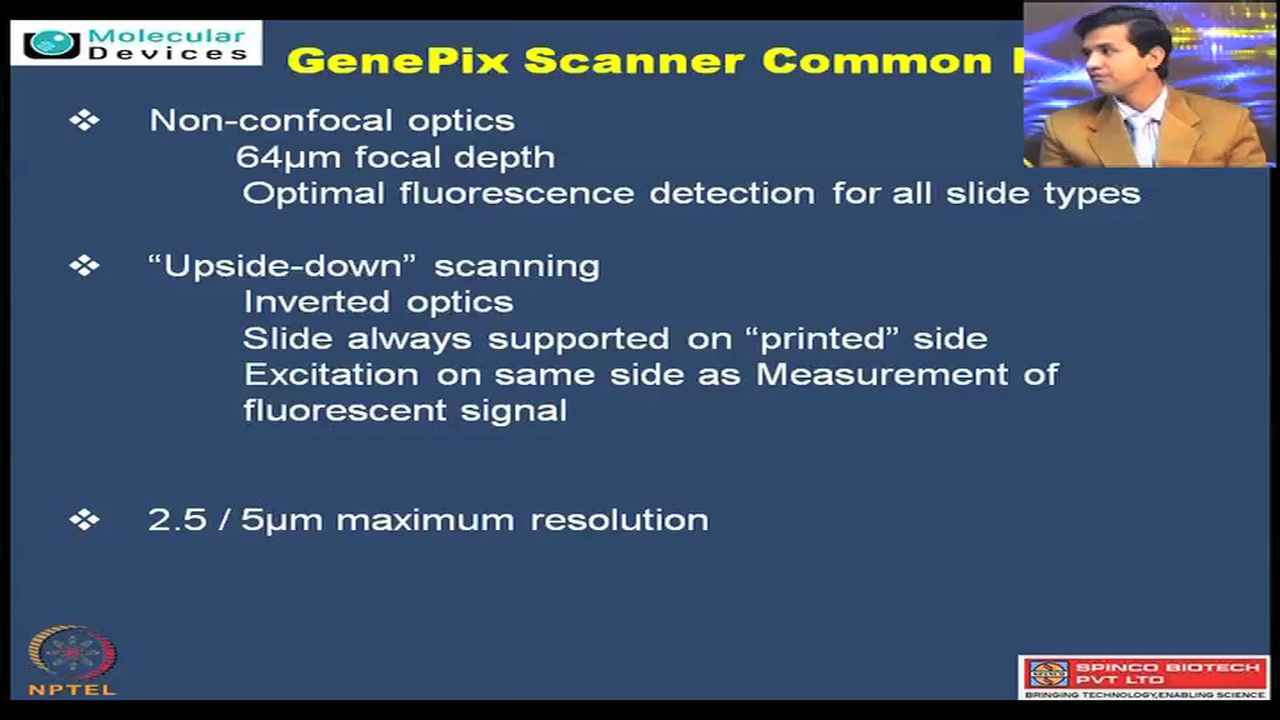 Molecular
Devices
GenePix Scanner Common
❖ Non-confocal optics
64µm focal depth
Optimal fluorescence detection for all slide types
❖ “Upside-down” scanning
Inverted optics
Slide always supported on “printed” side
Excitation on same side as Measurement of
fluorescent signal
❖ 2.5 / 5µm maximum resolution
NPTEL
SPINCO BIOTECH
PVT LTD
BRINGING TECHNOLOGY,ENABLING SCIENCE